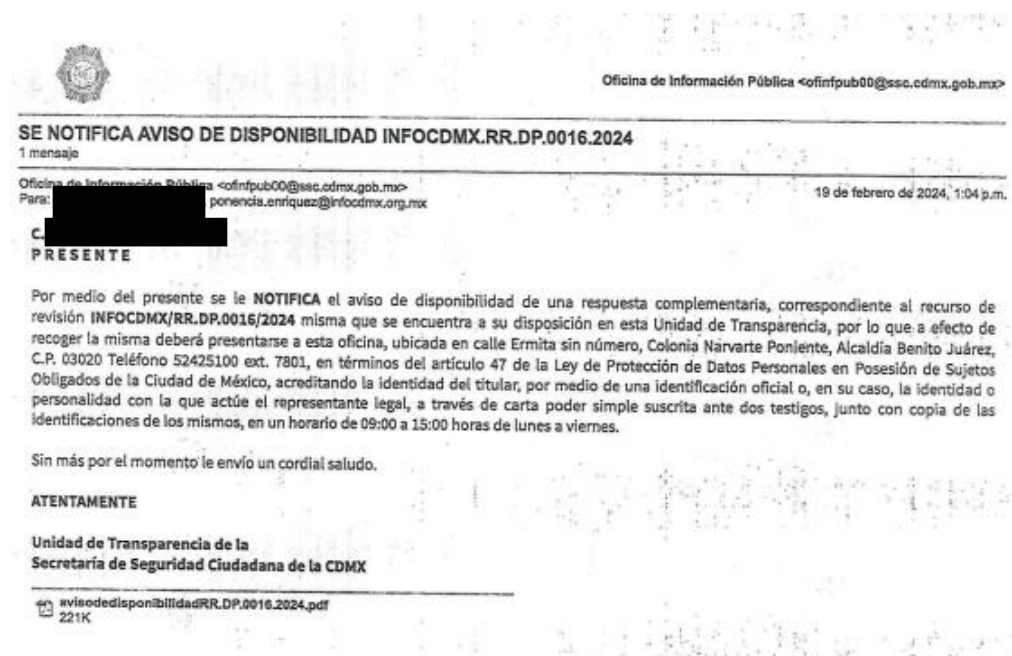 Oficina de Información Pública <ofinfpub00@ssc.cdmx.gob.mx>
SE NOTIFICA AVISO DE DISPONIBILIDAD INFOCDMX.RR.DP.0016.2024
1 mensaje
Oficina de Información Pública <ofinfpub00@ssc.cdmx.gob.mx>
19 de febrero de 2024, 1:04 p.m.
Para: ponencia.enriquez@infocdmx.org.mx
C.
PRESENTE
Por medio del presente se le NOTIFICA el aviso de disponibilidad de una respuesta complementaria, correspondiente al recurso de
revisión INFOCDMX/RR.DP.0016/2024 misma que se encuentra a su disposición en esta Unidad de Transparencia, por lo que a efecto de
recoger la misma deberá presentarse a esta oficina, ubicada en calle Ermita sin número, Colonia Narvarte Poniente, Alcaldía Benito Juárez,
C.P. 03020 Teléfono 52425100 ext. 7801, en términos del artículo 47 de la Ley de Protección de Datos Personales en Posesión de Sujetos
Obligados de la Ciudad de México, acreditando la identidad del titular, por medio de una identificación oficial o, en su caso, la identidad o
personalidad con la que actúe el representante legal, a través de carta poder simple suscrita ante dos testigos, junto con copia de las
identificaciones de los mismos, en un horario de 09:00 a 15:00 horas de lunes a viernes.
Sin más por el momento le envío un cordial saludo.
ATENTAMENTE
Unidad de Transparencia de la
Secretaría de Seguridad Ciudadana de la CDMX
avisodedisponibilidadRR.DP.0016.2024.pdf
221K